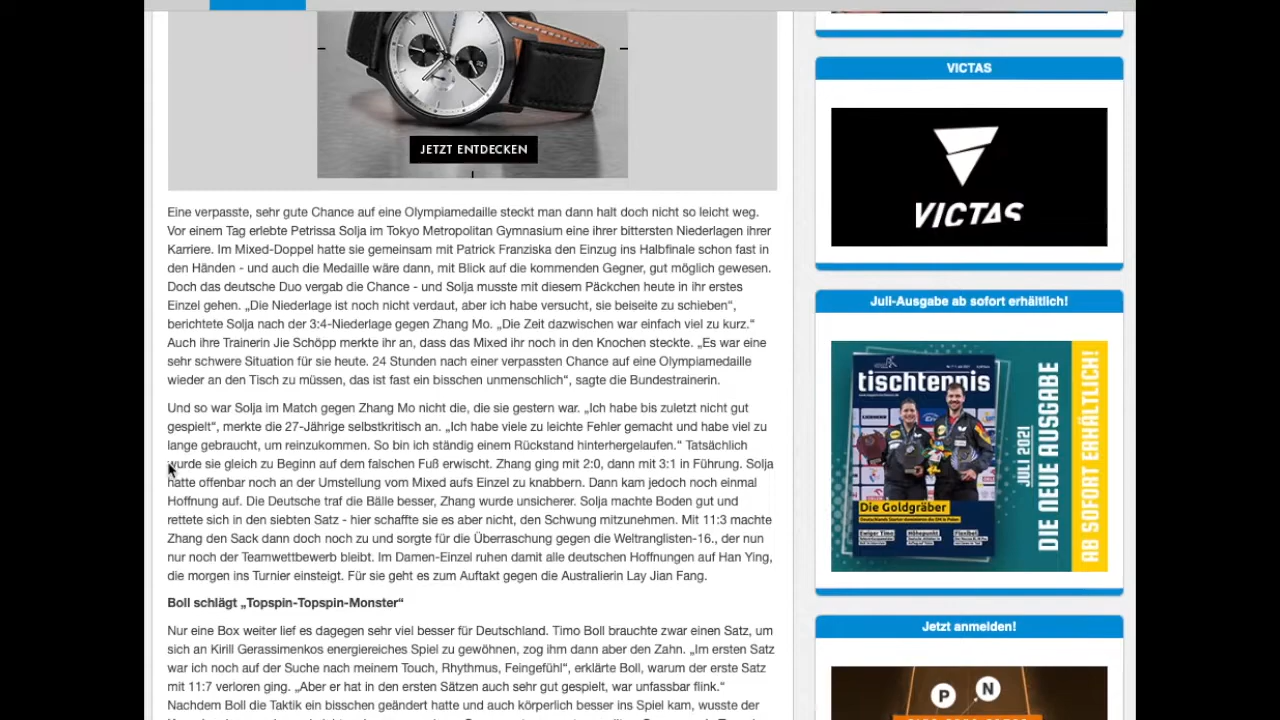 JETZT ENTDECKEN
Eine verpasste, sehr gute Chance auf eine Olympiamedaille steckt man dann halt doch nicht so leicht weg.
Vor einem Tag erlebte Petrissa Solja im Tokyo Metropolitan Gymnasium eine ihrer bittersten Niederlagen ihrer
Karriere. Im Mixed-Doppel hatte sie gemeinsam mit Patrick Franziska den Einzug ins Halbfinale schon fast in
den Händen - und auch die Medaille wäre dann, mit Blick auf die kommenden Gegner, gut möglich gewesen.
Doch das deutsche Duo vergab die Chance - und Solja musste mit diesem Päckchen heute in ihr erstes
Einzel gehen. „Die Niederlage ist noch nicht verdaut, aber ich habe versucht, sie beiseite zu schieben“,
berichtete Solja nach der 3:4-Niederlage gegen Zhang Mo. „Die Zeit dazwischen war einfach viel zu kurz.“
Auch ihre Trainerin Jie Schöpp merkte ihr an, dass das Mixed ihr noch in den Knochen steckte. „Es war eine
sehr schwere Situation für sie heute. 24 Stunden nach einer verpassten Chance auf eine Olympiamedaille
wieder an den Tisch zu müssen, das ist fast ein bisschen unmenschlich“, sagte die Bundestrainerin.
Und so war Solja im Match gegen Zhang Mo nicht die, die sie gestern war. „Ich habe bis zuletzt nicht gut
gespielt“, merkte die 27-Jährige selbstkritisch an. „Ich habe viele zu leichte Fehler gemacht und habe viel zu
lange gebraucht, um reinzukommen. So bin ich ständig einem Rückstand hinterhergelaufen.“ Tatsächlich
wurde sie gleich zu Beginn auf dem falschen Fuß erwischt. Zhang ging mit 2:0, dann mit 3:1 in Führung. Solja
hatte offenbar noch an der Umstellung vom Mixed aufs Einzel zu knabbern. Dann kam jedoch noch einmal
Hoffnung auf. Die Deutsche traf die Bälle besser, Zhang wurde unsicherer. Solja machte Boden gut und
rettete sich in den siebten Satz - hier schaffte sie es aber nicht, den Schwung mitzunehmen. Mit 11:3 machte
Zhang den Sack dann doch noch zu und sorgte für die Überraschung gegen die Weltranglisten-16., der nun
nur noch der Teamwettbewerb bleibt. Im Damen-Einzel ruhen damit alle deutschen Hoffnungen auf Han Ying,
die morgen ins Turnier einsteigt. Für sie geht es zum Auftakt gegen die Australierin Lay Jian Fang.
Boll schlägt „Topspin-Topspin-Monster“
Nur eine Box weiter lief es dagegen sehr viel besser für Deutschland. Timo Boll brauchte zwar einen Satz, um
sich an Kirill Gerassimenkos energiereiches Spiel zu gewöhnen, zog ihm dann aber den Zahn. „Im ersten Satz
war ich noch auf der Suche nach meinem Touch, Rhythmus, Feingefühl“, erklärte Boll, warum der erste Satz
mit 11:7 verloren ging. „Aber er hat in den ersten Sätzen auch sehr gut gespielt, war unfassbar flink.“
Nachdem Boll die Taktik ein bisschen geändert hatte und auch körperlich besser ins Spiel kam, wusste der
VICTAS
VICTAS
Juli-Ausgabe ab sofort erhältlich!
tischtennis
Die Goldgräber
Ewiger Timo
Höhepunkt
JULI 2021
DIE NEUE AUSGABE
AB SOFORT ERHÄLTLICH!
Jetzt anmelden!
P N